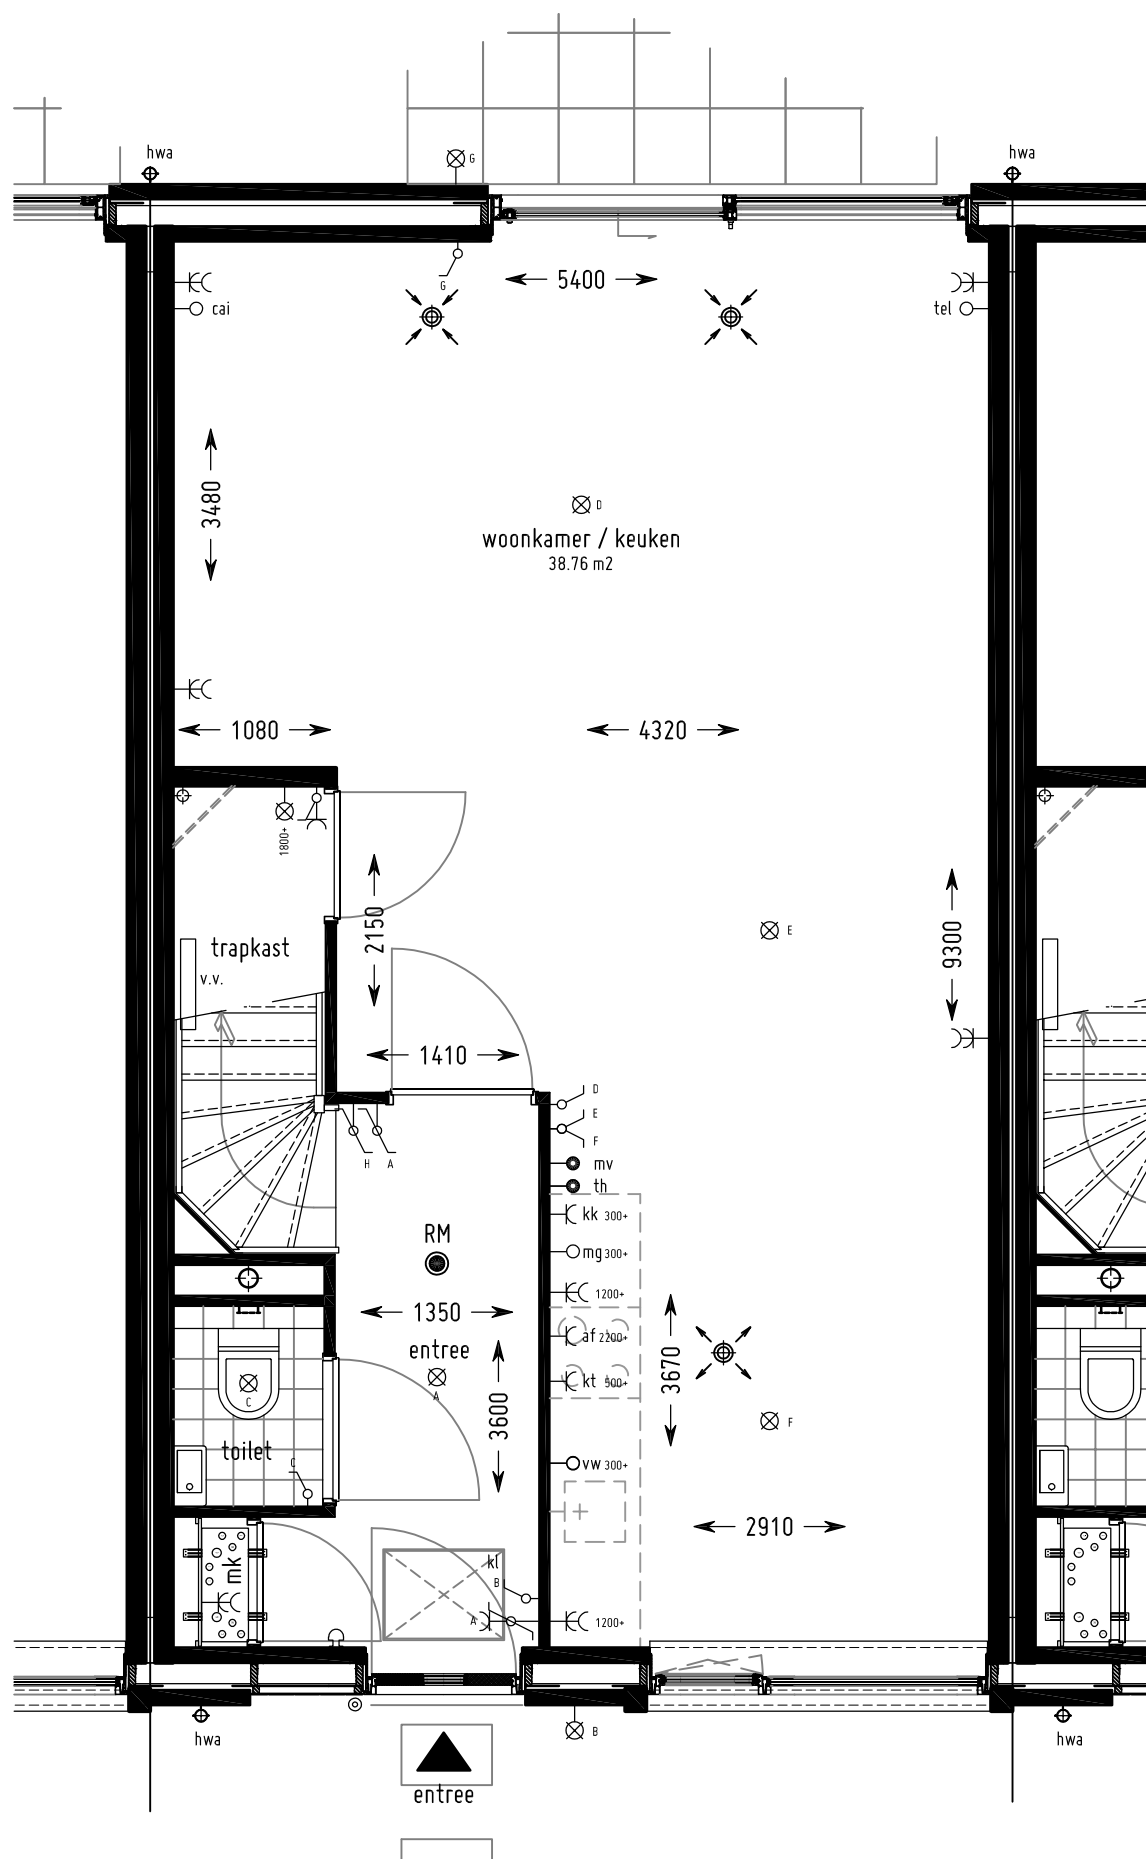 hwa
hwa
G
G
5400
cai
tel
3480
D
woonkamer / keuken
38.76 m2
1080
4320
1800+
2150
E
9300
trapkast
v.v.
1410
D
E
F
H
A
mv
th
kk 300+
RM
mg 300+
1200+
1350
af 2200+
entree
3670
kt 900+
A
C
3600
F
toilet
C
vw 300+
2910
kl
mk
B
A
1200+
hwa
B
hwa
entree